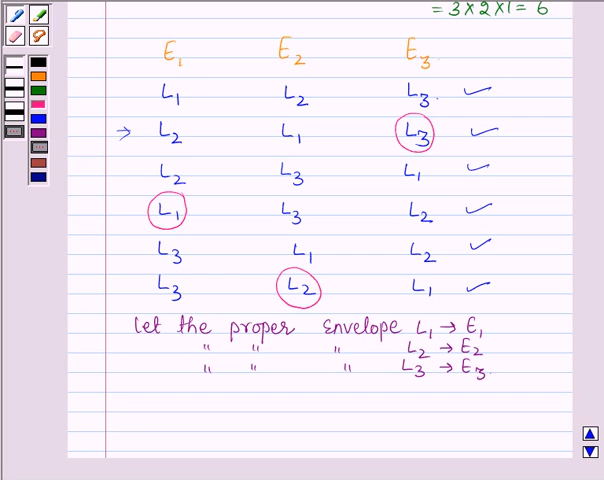 = 3 × 2 × 1 = 6
E₁ E₂ E₃
L₁ L₂ L₃ ✓
→ L₂ L₁ L₃ ✓
L₂ L₃ L₁ ✓
L₁ L₃ L₂ ✓
L₃ L₁ L₂ ✓
L₃ L₂ L₁ ✓
Let the proper Envelope L₁ → E₁
" " " L₂ → E₂
" " " L₃ → E₃.